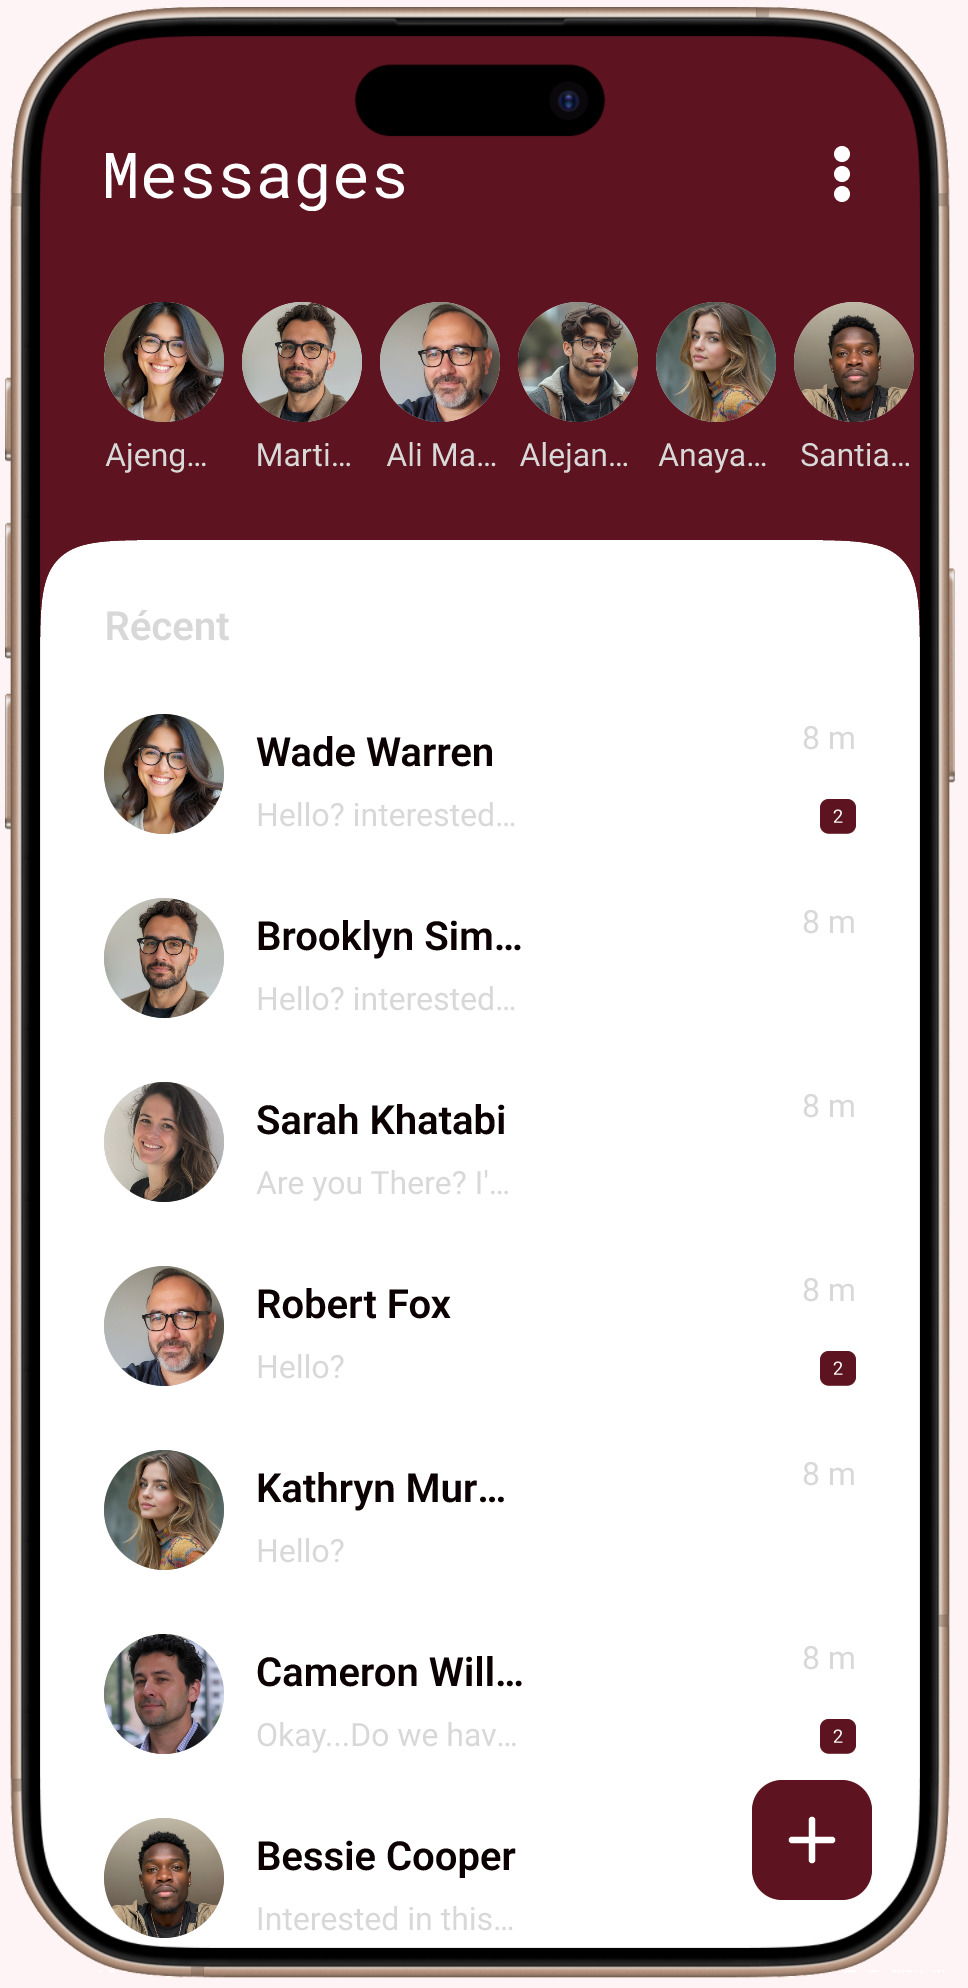 Messages
Ajeng... Marti... Ali Ma... Alejan... Anaya... Santia...
Récent
Wade Warren 8 m
Hello? interested... 2
Brooklyn Sim... 8 m
Hello? interested...
Sarah Khatabi 8 m
Are you There? I'...
Robert Fox 8 m
Hello? 2
Kathryn Mur... 8 m
Hello?
Cameron Will... 8 m
Okay...Do we hav... 2
Bessie Cooper
Interested in this...